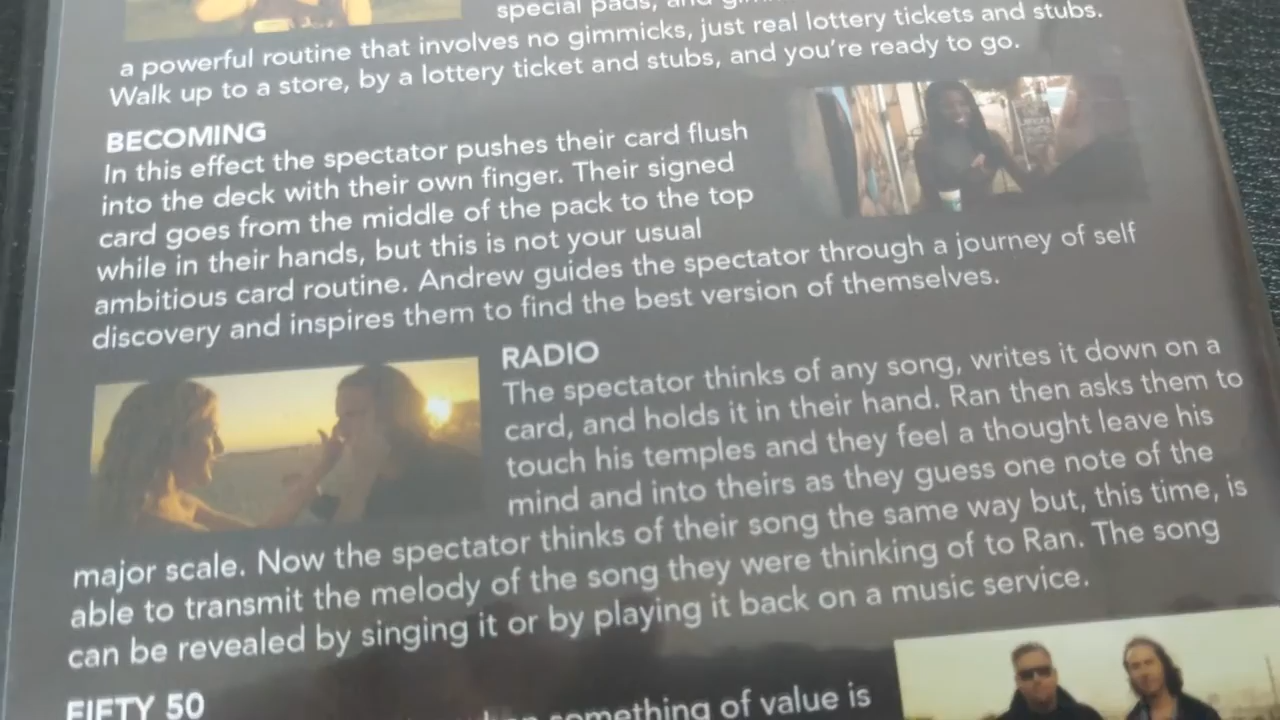 special pads, and
a powerful routine that involves no gimmicks, just real lottery tickets and stubs.
Walk up to a store, by a lottery ticket and stubs, and you're ready to go.
BECOMING
In this effect the spectator pushes their card flush
into the deck with their own finger. Their signed
card goes from the middle of the pack to the top
while in their hands, but this is not your usual
ambitious card routine. Andrew guides the spectator through a journey of self
discovery and inspires them to find the best version of themselves.
RADIO
The spectator thinks of any song, writes it down on a
card, and holds it in their hand. Ran then asks them to
touch his temples and they feel a thought leave his
mind and into theirs as they guess one note of the
major scale. Now the spectator thinks of their song the same way but, this time, is
able to transmit the melody of the song they were thinking of to Ran. The song
can be revealed by singing it or by playing it back on a music service.
FIFTY 50
something of value is